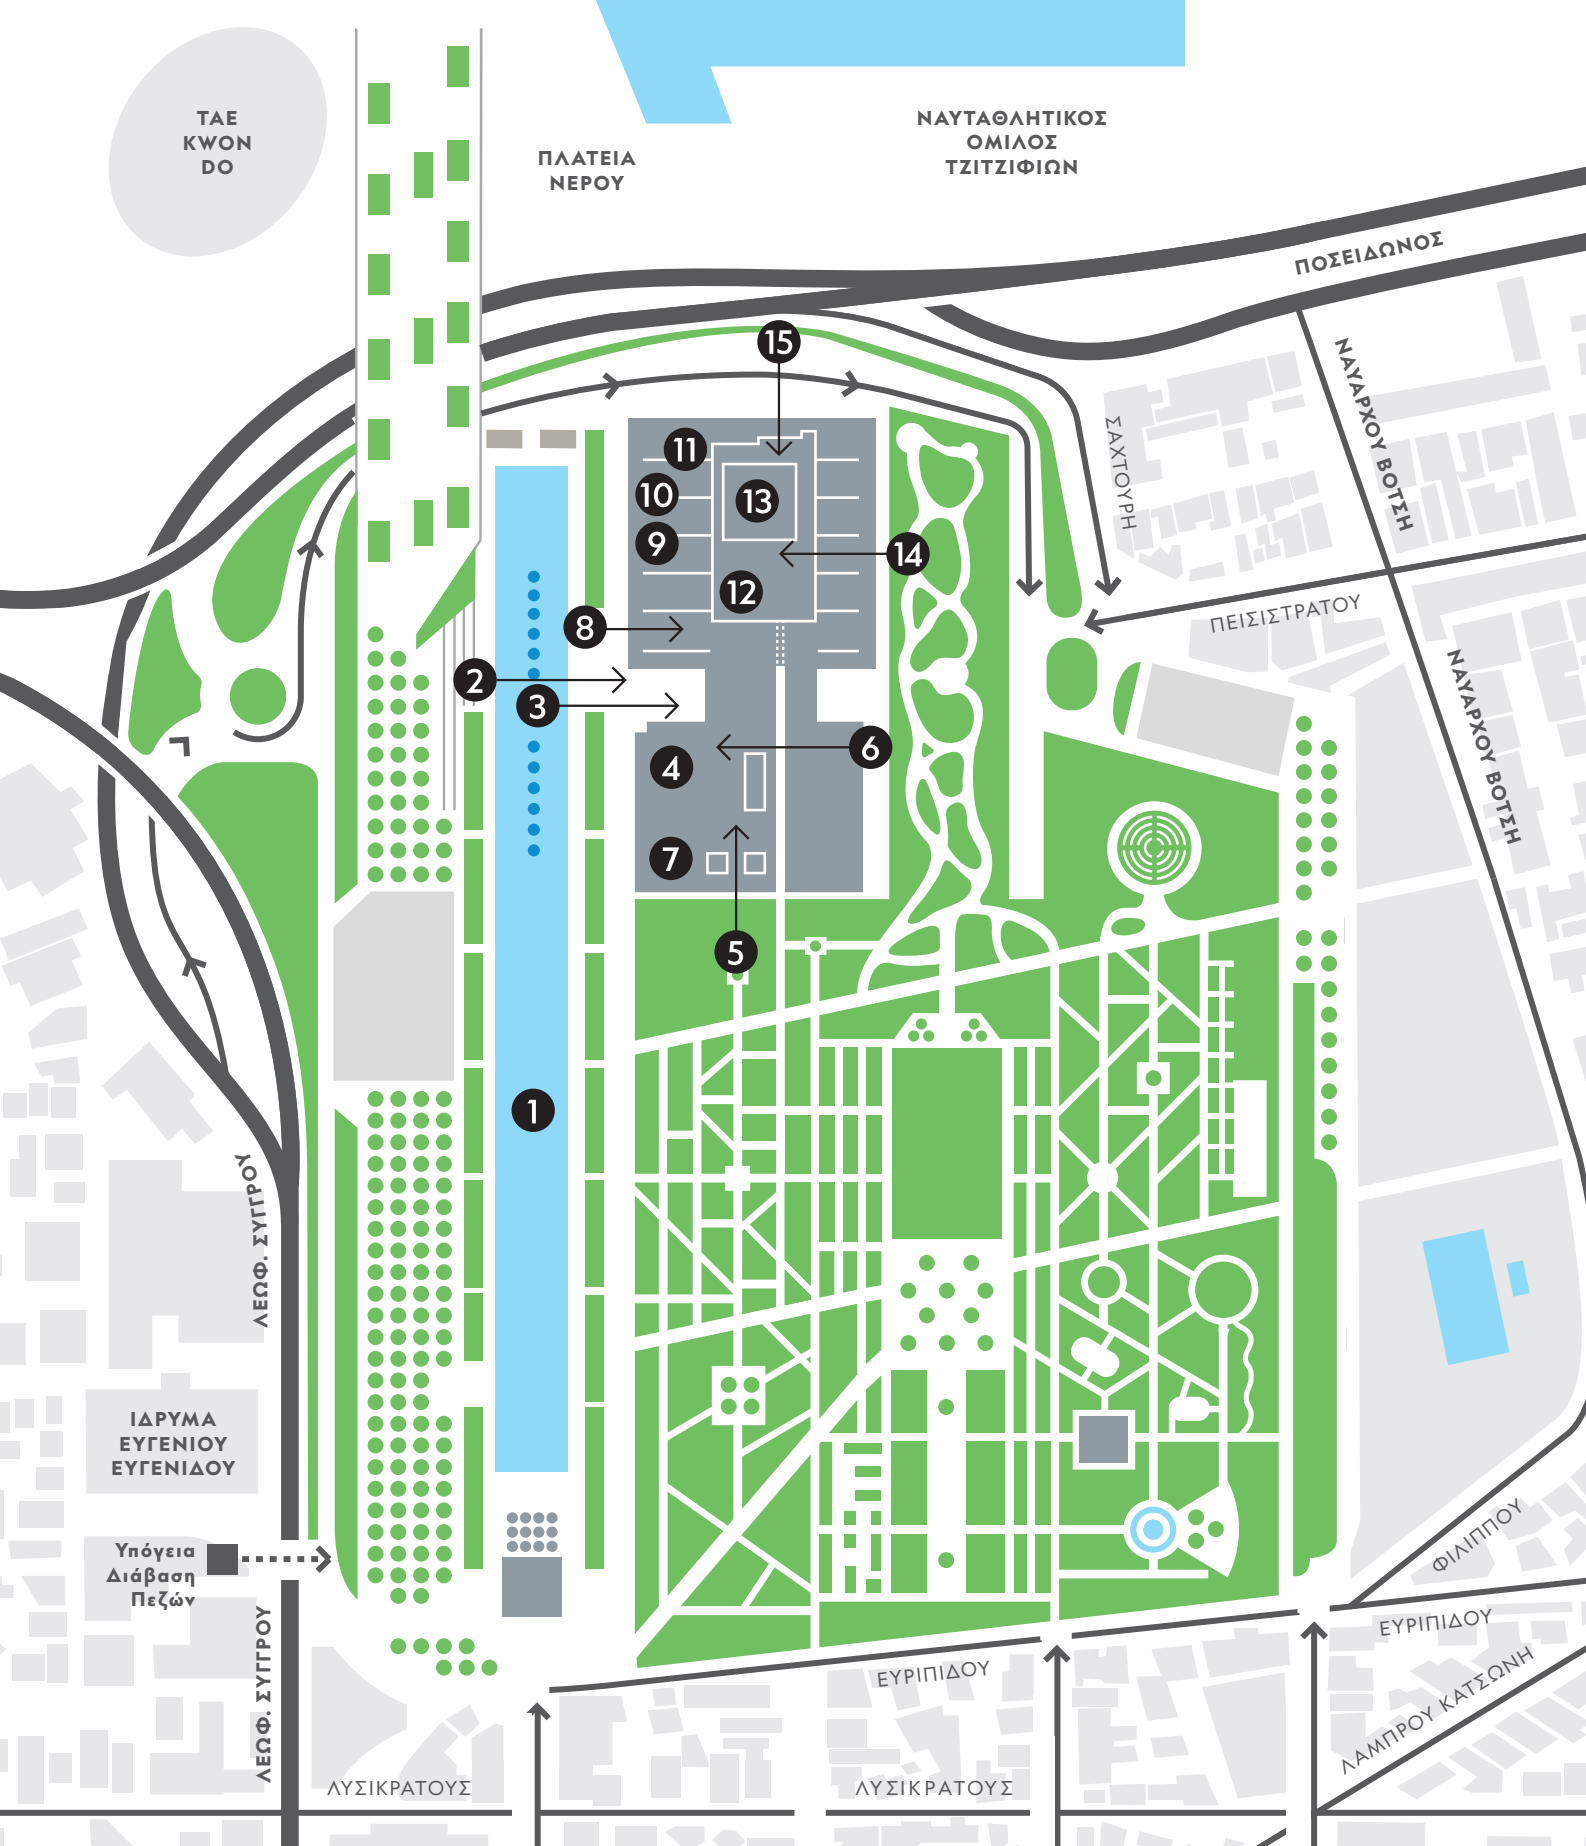 TAE
KWON
DO
ΠΛΑΤΕΙΑ
ΝΕΡΟΥ
ΝΑΥΤΑΘΛΗΤΙΚΟΣ
ΟΜΙΛΟΣ
ΤΖΙΤΖΙΦΙΩΝ
ΠΟΣΕΙΔΩΝΟΣ
15
ΝΑΥΑΡΧΟΥ ΒΟΤΣΗ
ΣΑΧΤΟΥΡΗ
11
10
13
9
14
12
8
ΠΕΙΣΙΣΤΡΑΤΟΥ
2
3
6
4
ΝΑΥΑΡΧΟΥ ΒΟΤΣΗ
7
5
1
ΛΕΩΦ. ΣΥΓΓΡΟΥ
ΙΔΡΥΜΑ
ΕΥΓΕΝΙΟΥ
ΕΥΓΕΝΙΔΟΥ
Υπόγεια
Διάβαση
Πεζών
ΦΙΛΙΠΠΟΥ
ΕΥΡΙΠΙΔΟΥ
ΕΥΡΙΠΙΔΟΥ
ΛΕΩΦ. ΣΥΓΓΡΟΥ
ΛΑΜΠΡΟΥ ΚΑΤΣΩΝΗ
ΛΥΣΙΚΡΑΤΟΥΣ
ΛΥΣΙΚΡΑΤΟΥΣ